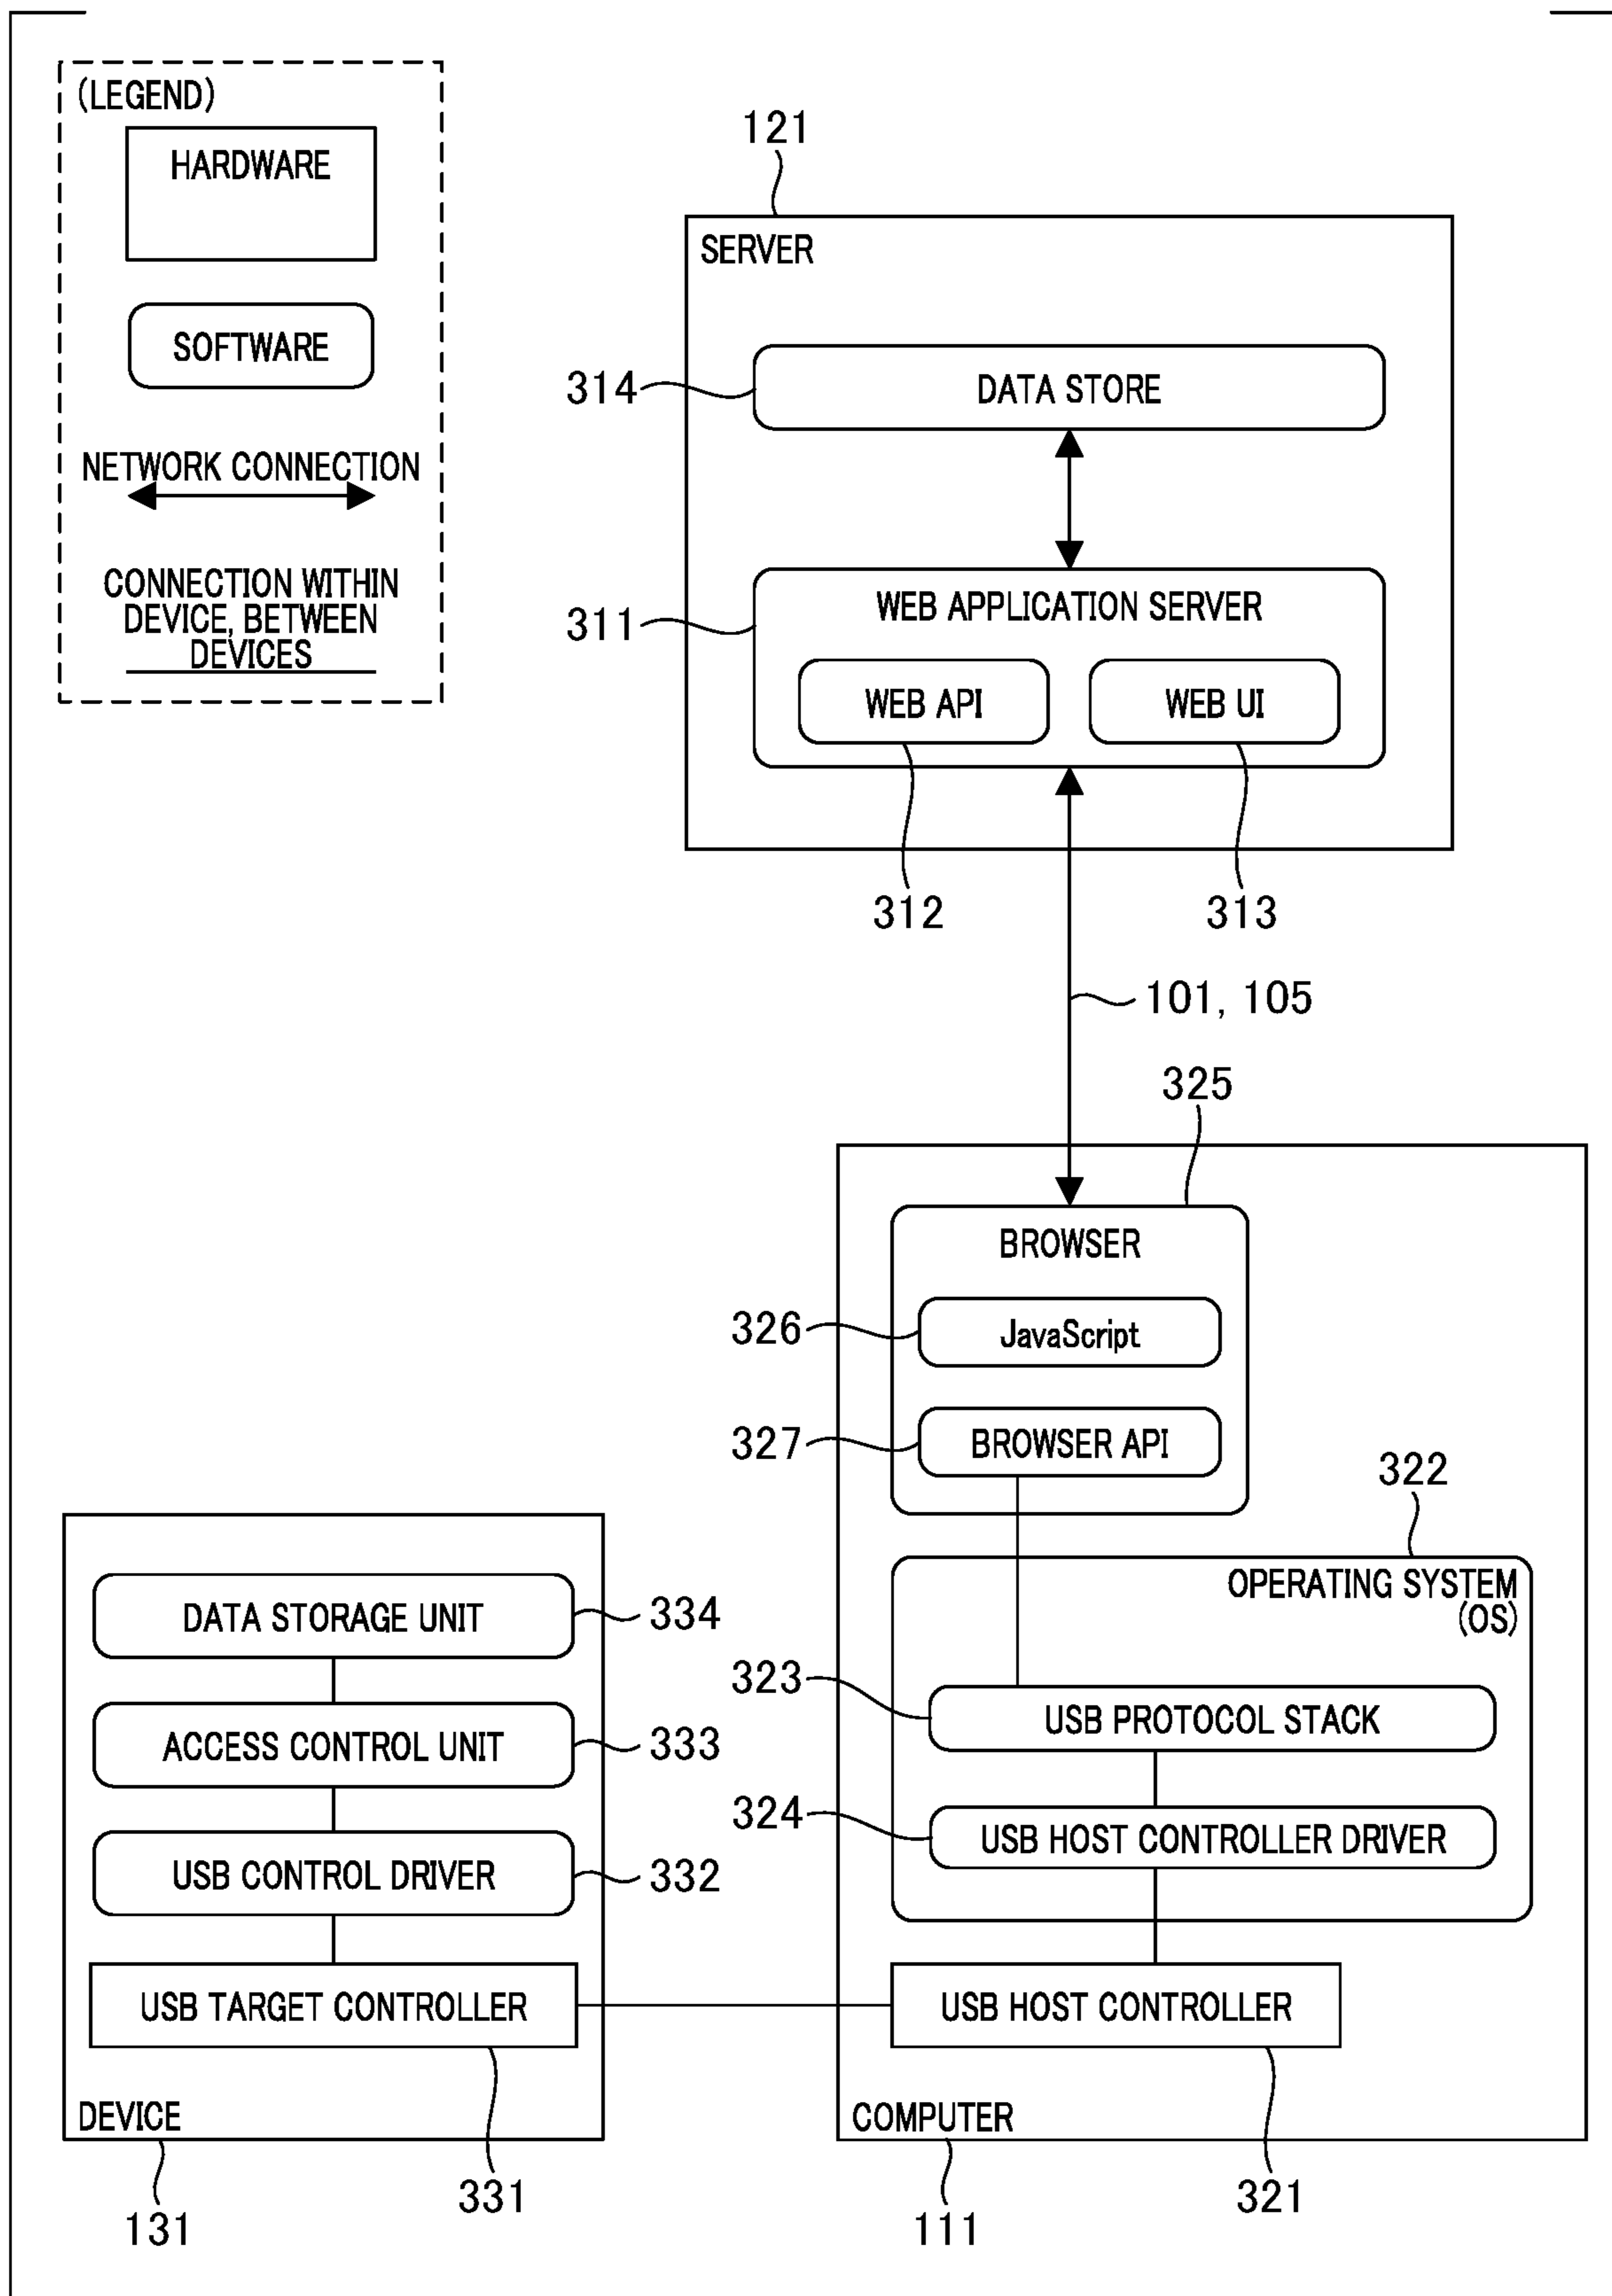 (LEGEND)
HARDWARE
SOFTWARE
NETWORK CONNECTION
CONNECTION WITHIN
DEVICE, BETWEEN
DEVICES
121
SERVER
314
DATA STORE
311
WEB APPLICATION SERVER
WEB API
WEB UI
312
313
101, 105
325
BROWSER
326
JavaScript
327
BROWSER API
322
OPERATING SYSTEM
(OS)
323
USB PROTOCOL STACK
324
USB HOST CONTROLLER DRIVER
USB HOST CONTROLLER
COMPUTER
111
321
DATA STORAGE UNIT
334
ACCESS CONTROL UNIT
333
USB CONTROL DRIVER
332
USB TARGET CONTROLLER
DEVICE
131
331